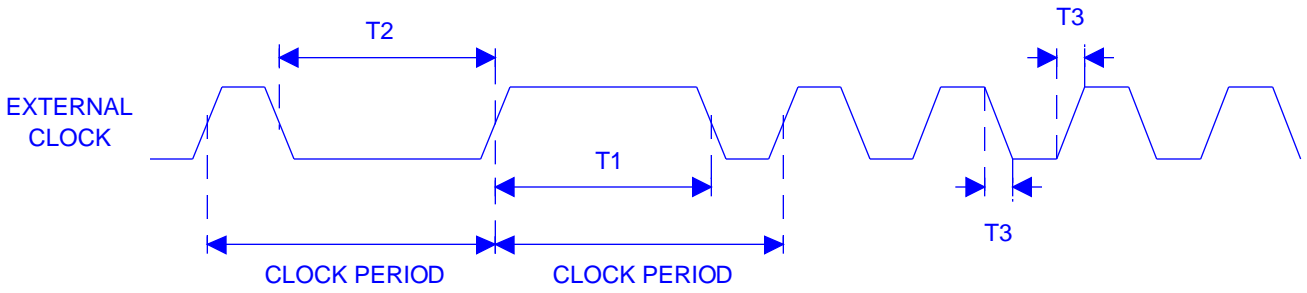 T2
T3
EXTERNAL
CLOCK
T1
T3
CLOCK PERIOD
CLOCK PERIOD